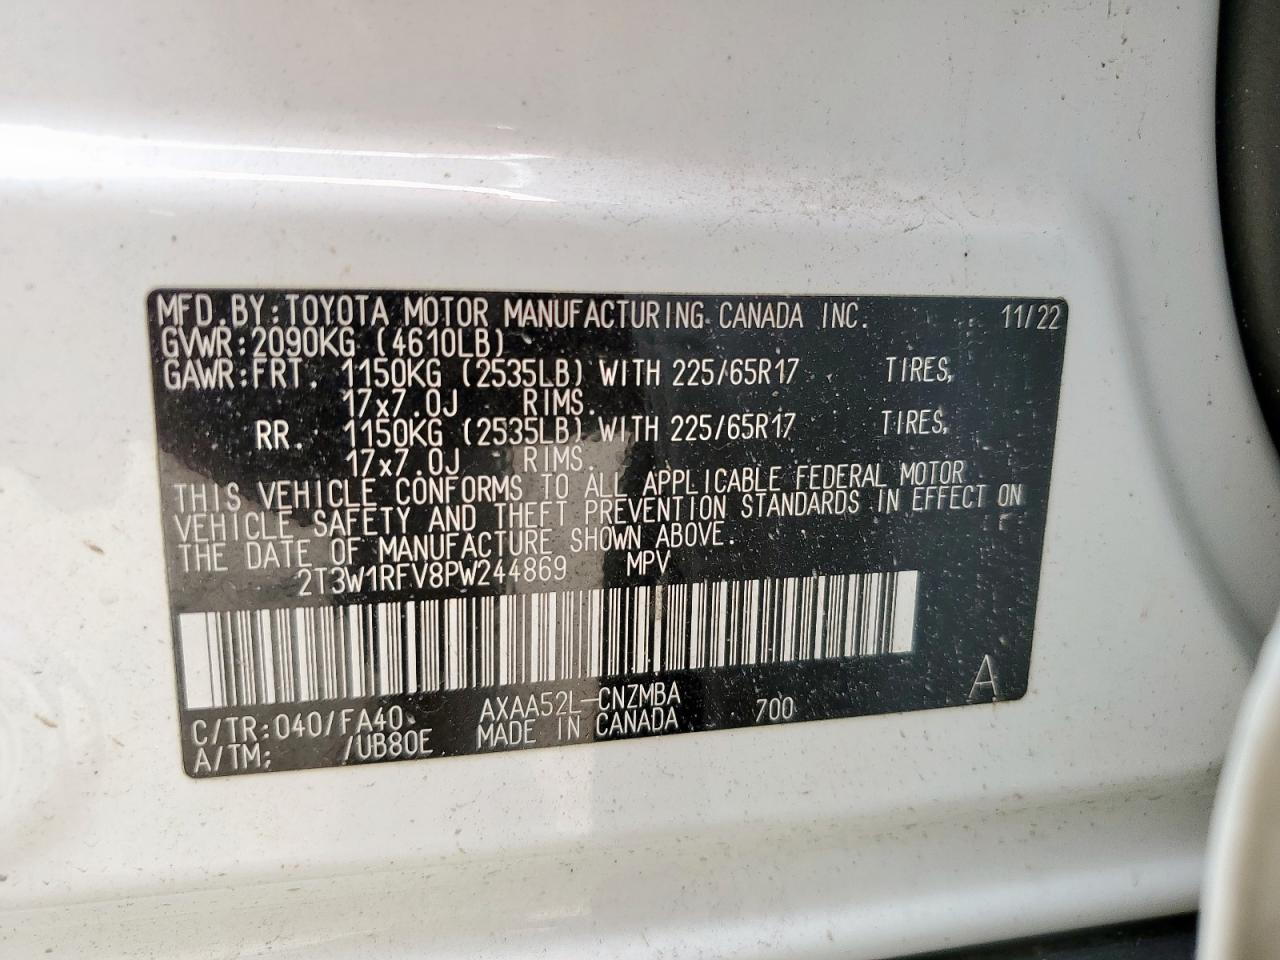 MFD.BY:TOYOTA MOTOR MANUFACTURING CANADA INC. 11/22
GVWR:2090KG (4610LB)
GAWR:FRT. 1150KG (2535LB) WITH 225/65R17 TIRES,
17x7.0J RIMS.
RR. 1150KG (2535LB) WITH 225/65R17 TIRES,
17x7.0J RIMS.
THIS VEHICLE CONFORMS TO ALL APPLICABLE FEDERAL MOTOR
VEHICLE SAFETY AND THEFT PREVENTION STANDARDS IN EFFECT ON
THE DATE OF MANUFACTURE SHOWN ABOVE.
2T3W1RFV8PW244869 MPV
C/TR:040/FA40 AXAA52L-CNZMBA 700 A
A/TM: /UB80E MADE IN CANADA